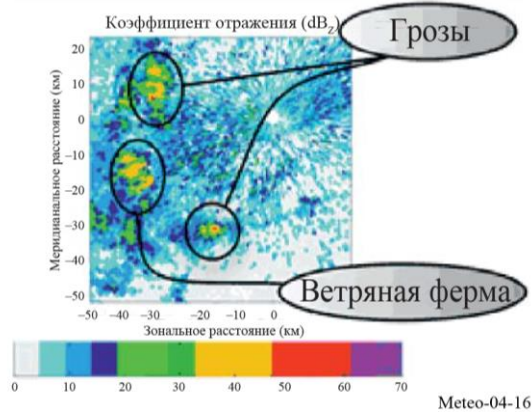 Коэффициент отражения (dBz)
Грозы
20
10
0
−10
−20
−30
−40
−50
Меридианальное расстояние (км)
−50 −40 −30 −20 −10 0
Зональное расстояние (км)
Ветряная ферма
0 10 20 30 40 50 60 70
Meteo-04-16